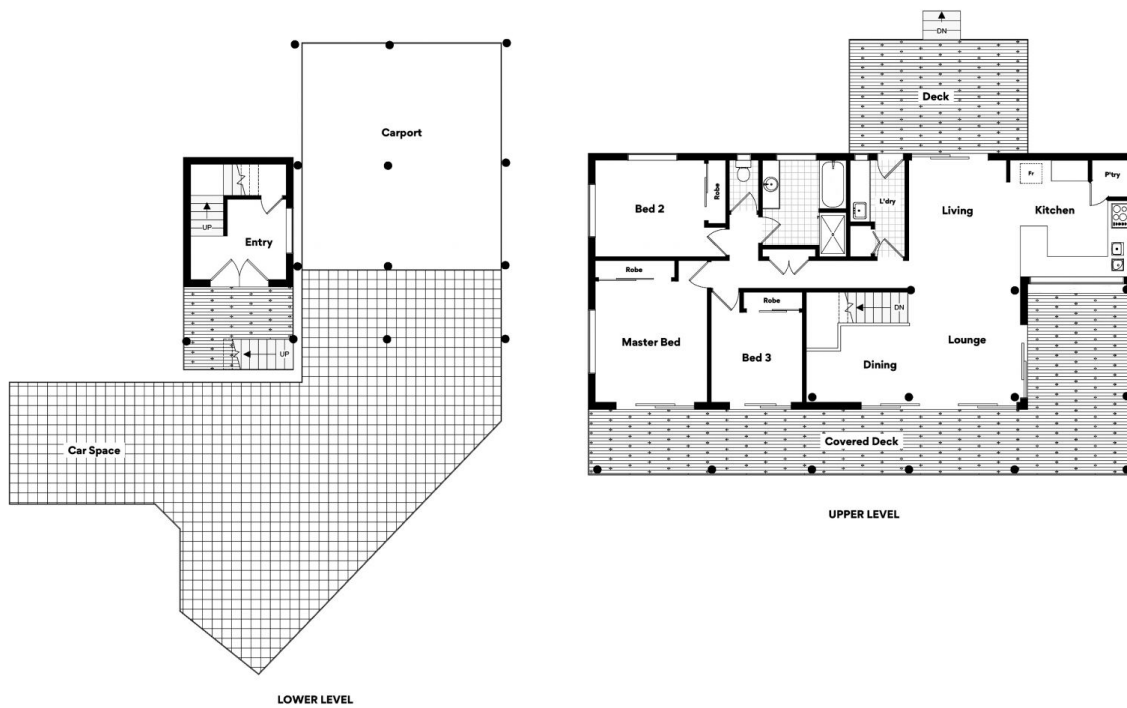 Carport
UP
Entry
UP
Car Space
LOWER LEVEL
DN
Deck
Bed 2
Robe
L'dry
Living
Fr
Kitchen
P'try
Robe
Master Bed
Robe
Bed 3
DN
Dining
Lounge
Covered Deck
UPPER LEVEL